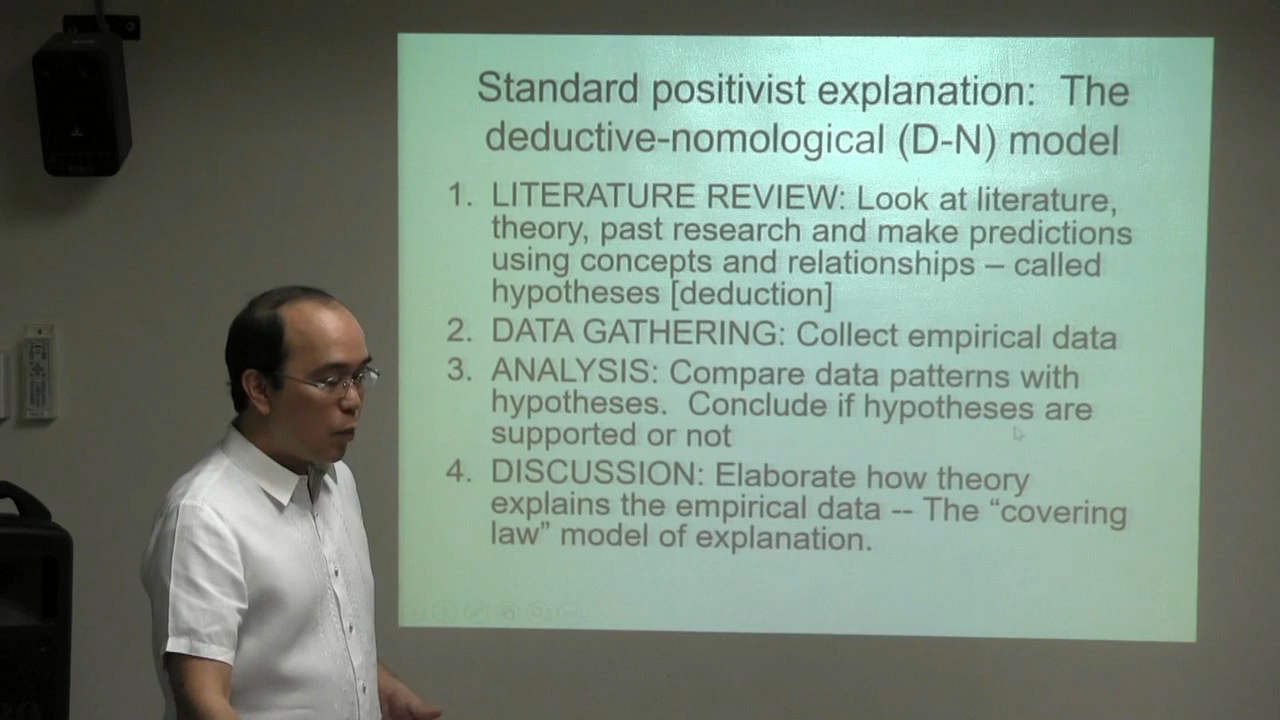 Standard positivist explanation: The
deductive-nomological (D-N) model
1. LITERATURE REVIEW: Look at literature,
theory, past research and make predictions
using concepts and relationships – called
hypotheses [deduction]
2. DATA GATHERING: Collect empirical data
3. ANALYSIS: Compare data patterns with
hypotheses. Conclude if hypotheses are
supported or not
4. DISCUSSION: Elaborate how theory
explains the empirical data -- The “covering
law” model of explanation.